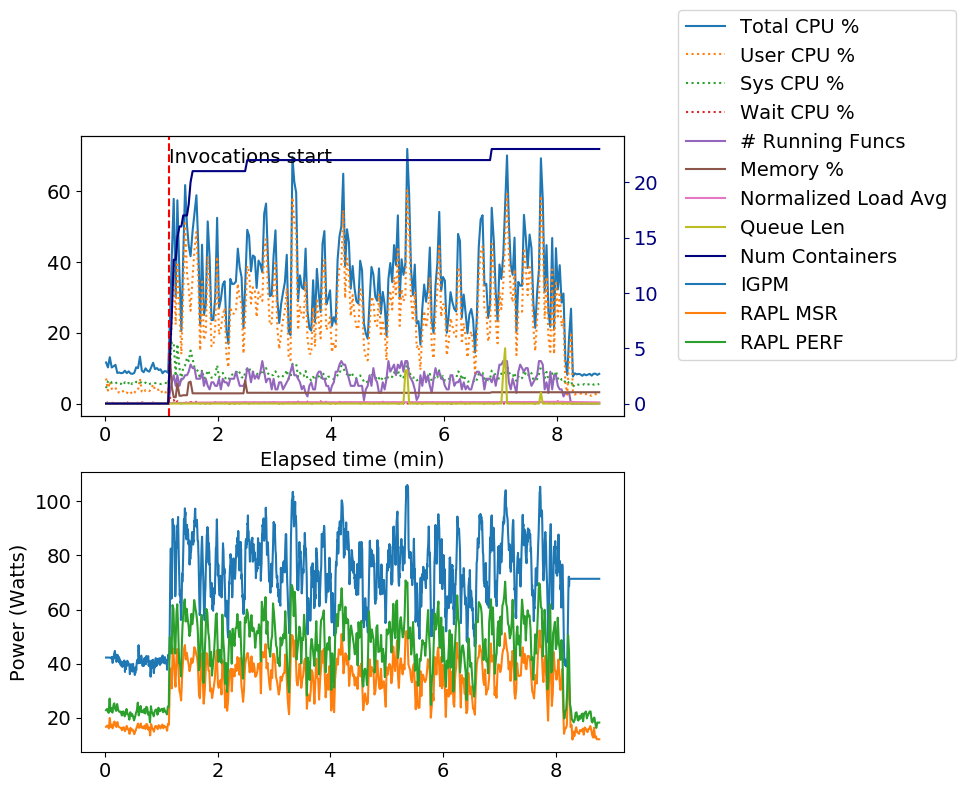 Total CPU %
User CPU %
Sys CPU %
Wait CPU %
# Running Funcs
Memory %
Normalized Load Avg
Queue Len
Num Containers
IGPM
RAPL MSR
RAPL PERF
Invocations start
60
40
20
0
20
15
10
5
0
0 2 4 6 8
Elapsed time (min)
Power (Watts)
100
80
60
40
20
0 2 4 6 8